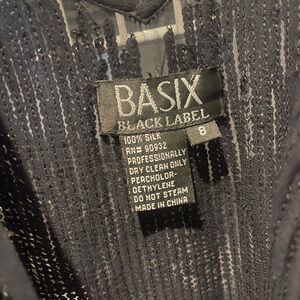 BASIX
BLACK LABEL
8
100% SILK
RN# 90932
PROFESSIONALLY
DRY CLEAN ONLY
PERCHOLOR-
OETHYLENE
DO NOT STEAM
MADE IN CHINA